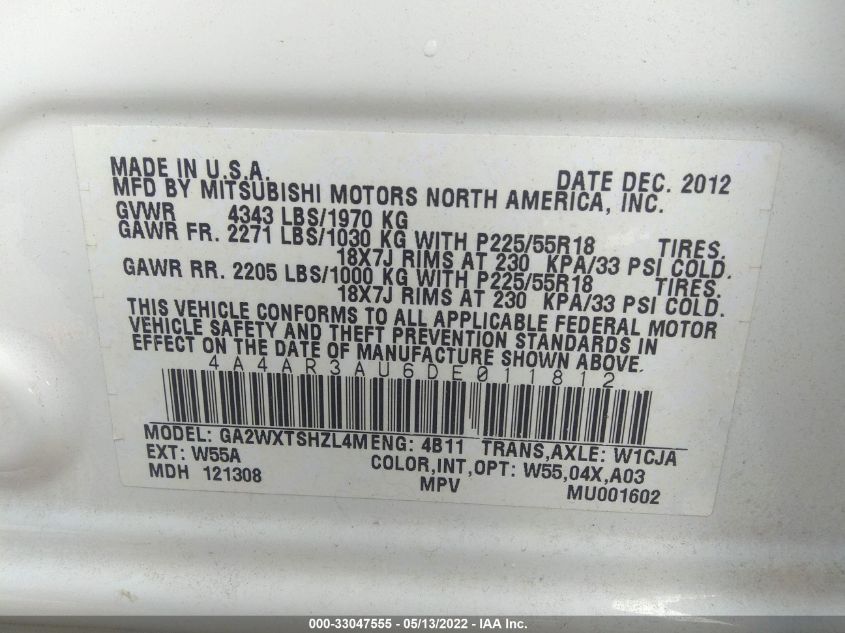 MADE IN U.S.A. DATE DEC. 2012
MFD BY MITSUBISHI MOTORS NORTH AMERICA, INC.
GVWR 4343 LBS/1970 KG
GAWR FR. 2271 LBS/1030 KG WITH P225/55R18 TIRES.
18X7J RIMS AT 230 KPA/33 PSI COLD.
GAWR RR. 2205 LBS/1000 KG WITH P225/55R18 TIRES.
18X7J RIMS AT 230 KPA/33 PSI COLD.
THIS VEHICLE CONFORMS TO ALL APPLICABLE FEDERAL MOTOR
VEHICLE SAFETY AND THEFT PREVENTION STANDARDS IN
EFFECT ON THE DATE OF MANUFACTURE SHOWN ABOVE.
4A4AR3AU6DE011812
MODEL: GA2WXTSHZL4M ENG: 4B11 TRANS,AXLE: W1CJA
EXT: W55A COLOR,INT,OPT: W55,04X,A03
MDH 121308 MPV MU001602
000-33047555 - 05/13/2022 - IAA Inc.